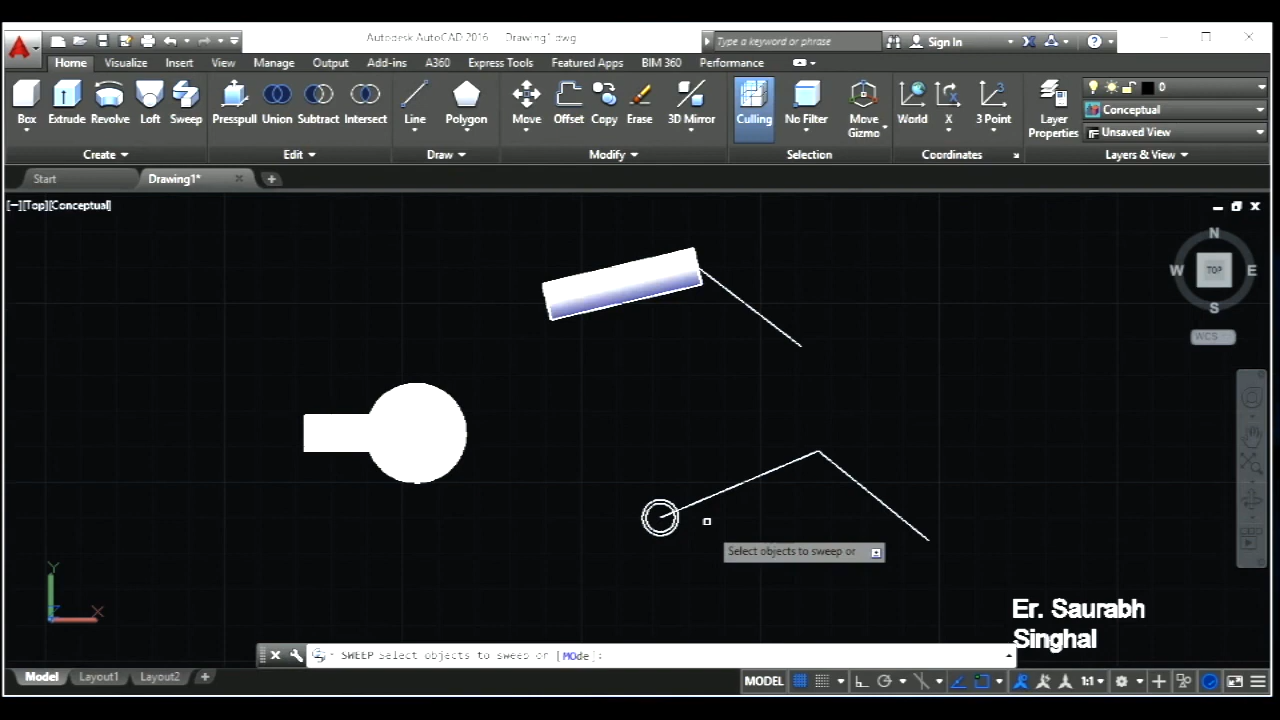 Autodesk AutoCAD 2016 Drawing1.dwg
Type a keyword or phrase
Sign In
Home Visualize Insert View Manage Output Add-ins A360 Express Tools Featured Apps BIM 360 Performance
Box Extrude Revolve Loft Sweep Presspull Union Subtract Intersect Line Polygon Move Offset Copy Erase 3D Mirror Culling No Filter Move Gizmo World X 3 Point Layer Properties
0
Conceptual
Unsaved View
Create Edit Draw Modify Selection Coordinates Layers & View
Start Drawing1*
[−][Top][Conceptual]
N
W TOP E
S
WCS
Select objects to sweep or
Y
X
Er. Saurabh
Singhal
SWEEP Select objects to sweep or [MOde]:
Model Layout1 Layout2 + MODEL 1:1